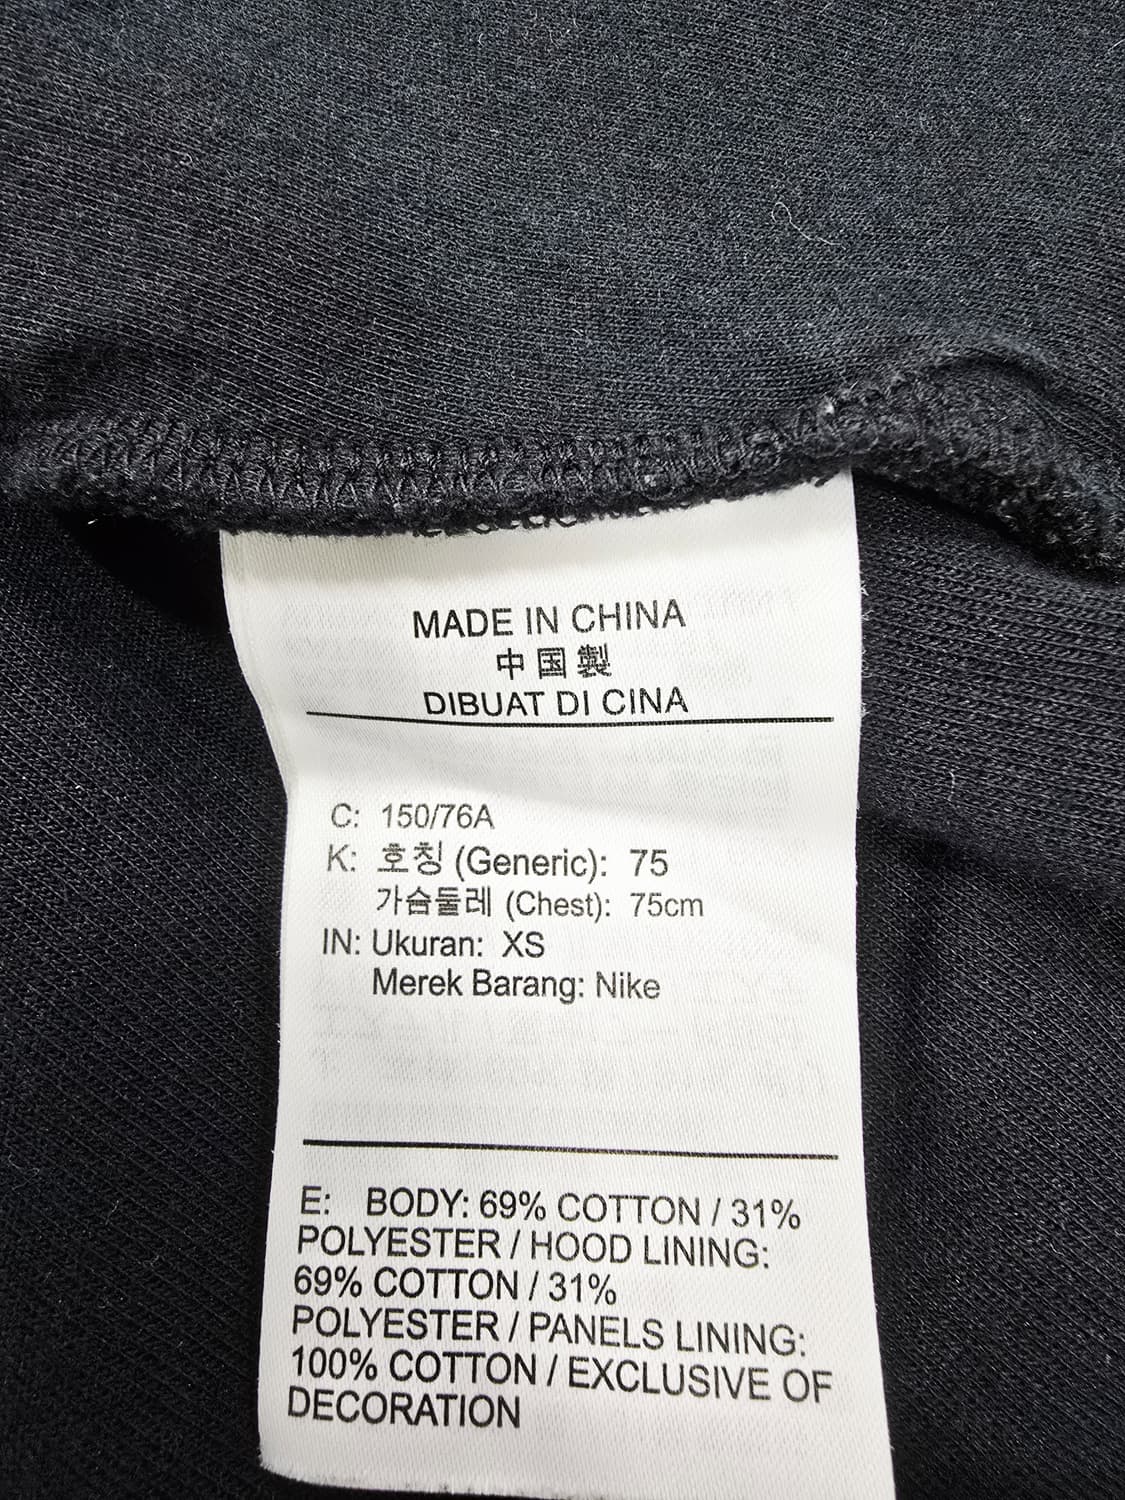 MADE IN CHINA
中国製
DIBUAT DI CINA
C: 150/76A
K: 호칭 (Generic): 75
가슴둘레 (Chest): 75cm
IN: Ukuran: XS
Merek Barang: Nike
E: BODY: 69% COTTON / 31%
POLYESTER / HOOD LINING:
69% COTTON / 31%
POLYESTER / PANELS LINING:
100% COTTON / EXCLUSIVE OF
DECORATION